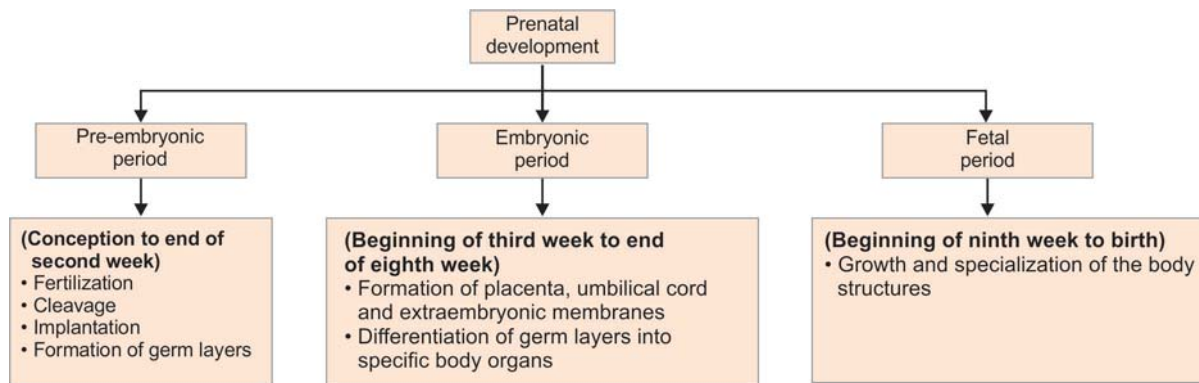 Prenatal
development
Pre-embryonic
period
Embryonic
period
Fetal
period
(Conception to end of
second week)
• Fertilization
• Cleavage
• Implantation
• Formation of germ layers
(Beginning of third week to end
of eighth week)
• Formation of placenta, umbilical cord
and extraembryonic membranes
• Differentiation of germ layers into
specific body organs
(Beginning of ninth week to birth)
• Growth and specialization of the body
structures